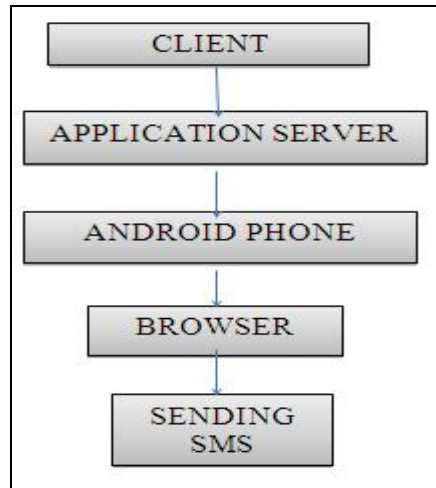 CLIENT
APPLICATION SERVER
ANDROID PHONE
BROWSER
SENDING
SMS